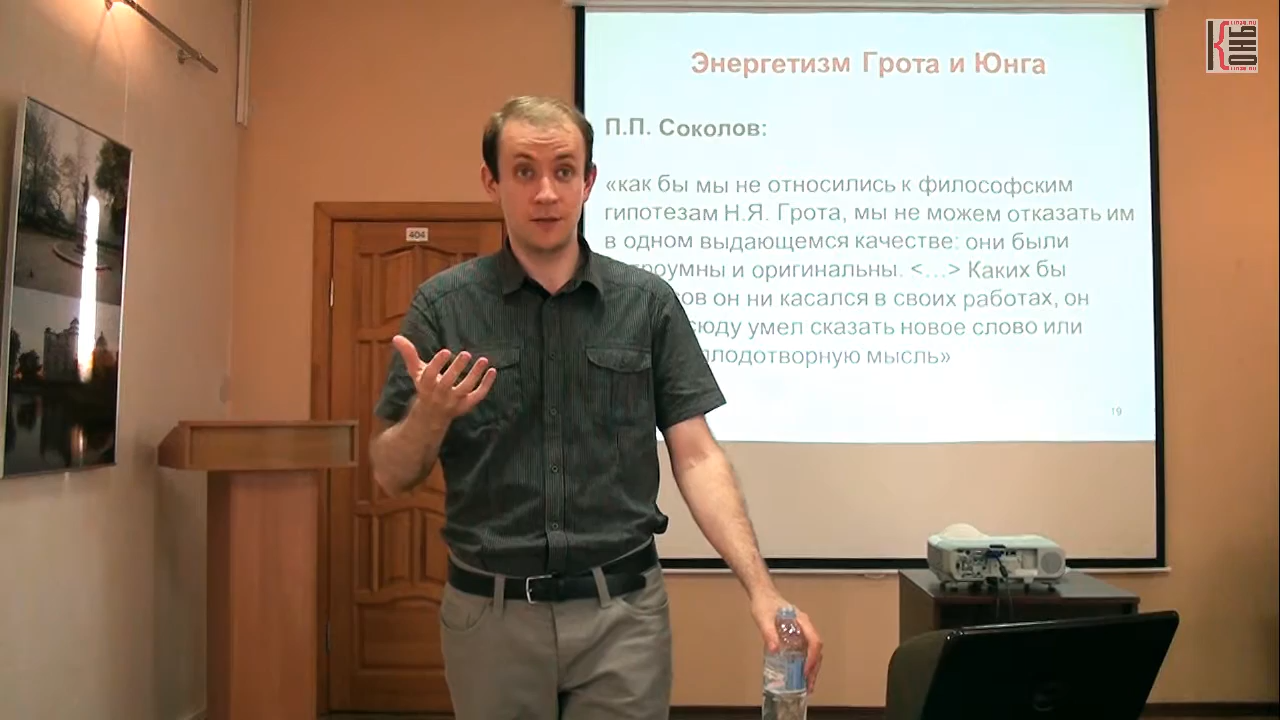 Энергетизм Грота и Юнга
П.П. Соколов:
«как бы мы не относились к философским
гипотезам Н.Я. Грота, мы не можем отказать им
в одном выдающемся качестве: они были
и оригинальны. <...> Каких бы
он ни касался в своих работах, он
умел сказать новое слово или
плодотворную мысль»
19
404
КОНЬ